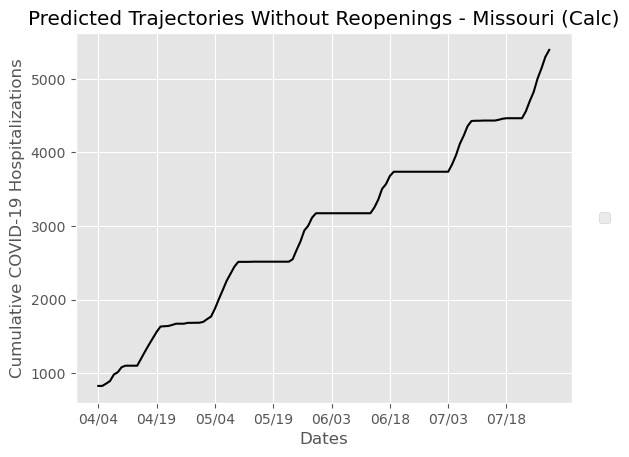 Predicted Trajectories Without Reopenings - Missouri (Calc)
Cumulative COVID-19 Hospitalizations
5000
4000
3000
2000
1000
04/04 04/19 05/04 05/19 06/03 06/18 07/03 07/18
Dates